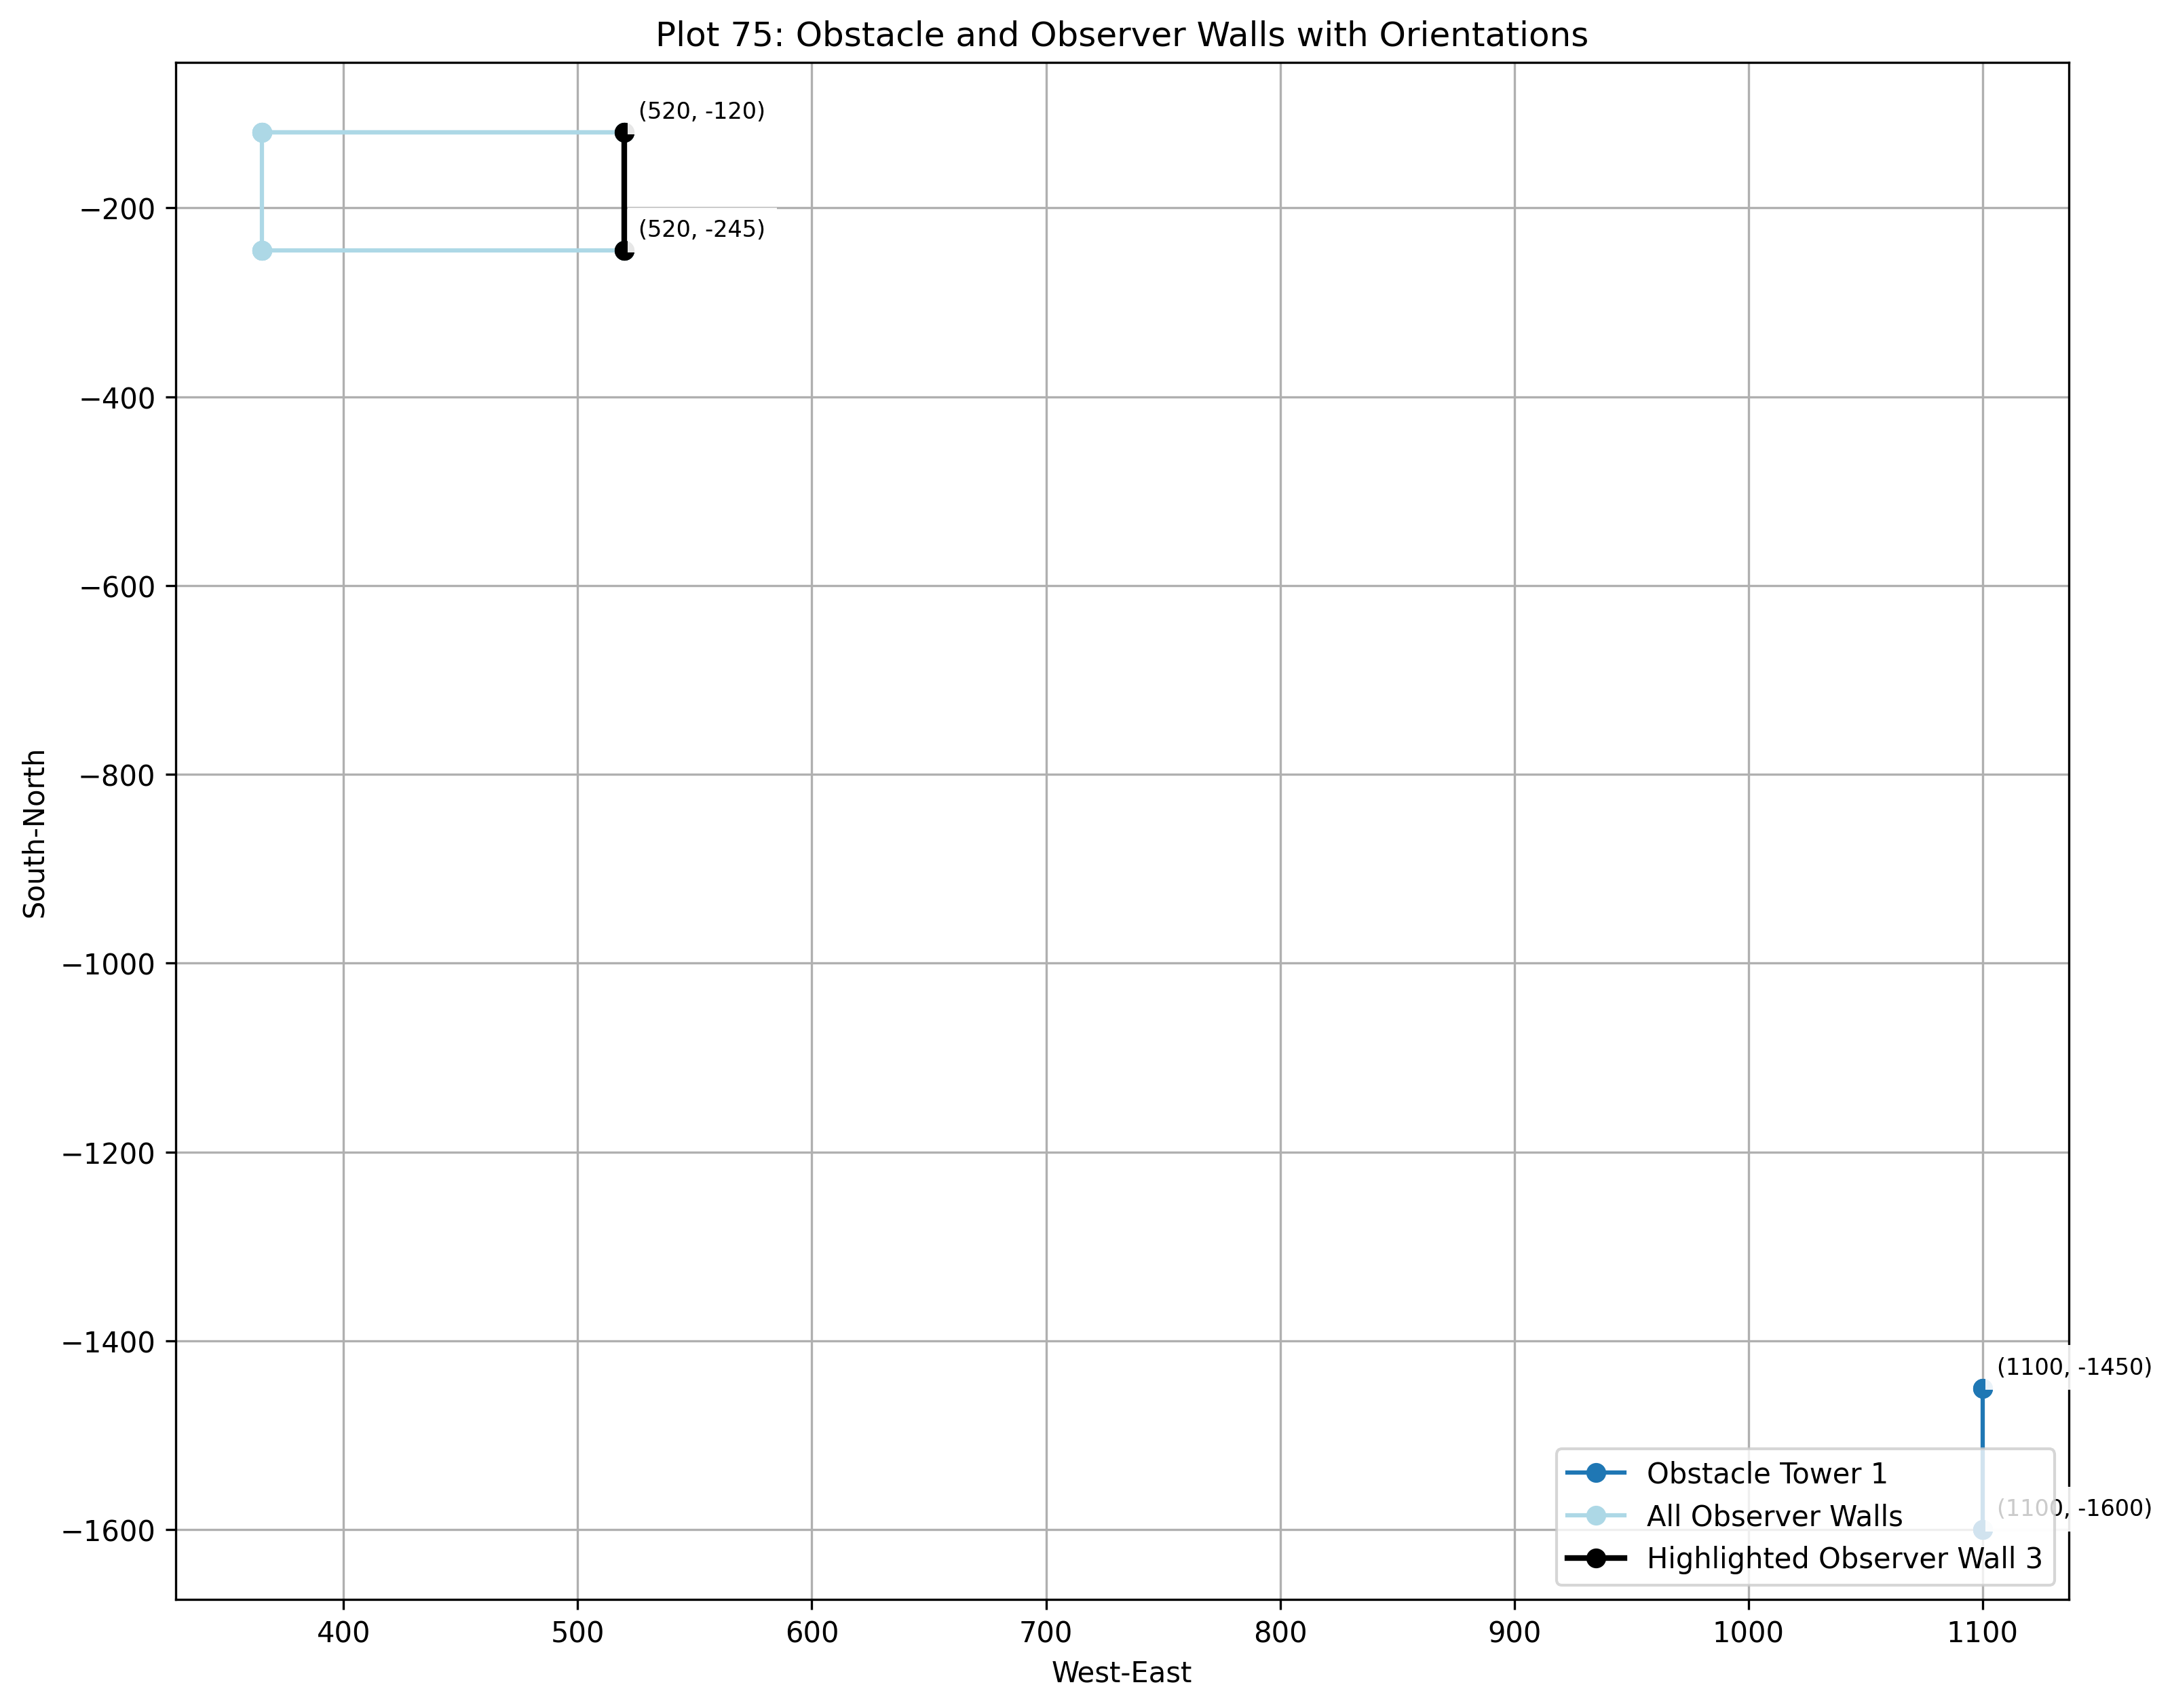 Plot 75: Obstacle and Observer Walls with Orientations
(520, -120)
−200
(520, -245)
−400
−600
−800
South-North
−1000
−1200
−1400
(1100, -1450)
Obstacle Tower 1
(1100, -1600)
All Observer Walls
−1600
Highlighted Observer Wall 3
400 500 600 700 800 900 1000 1100
West-East